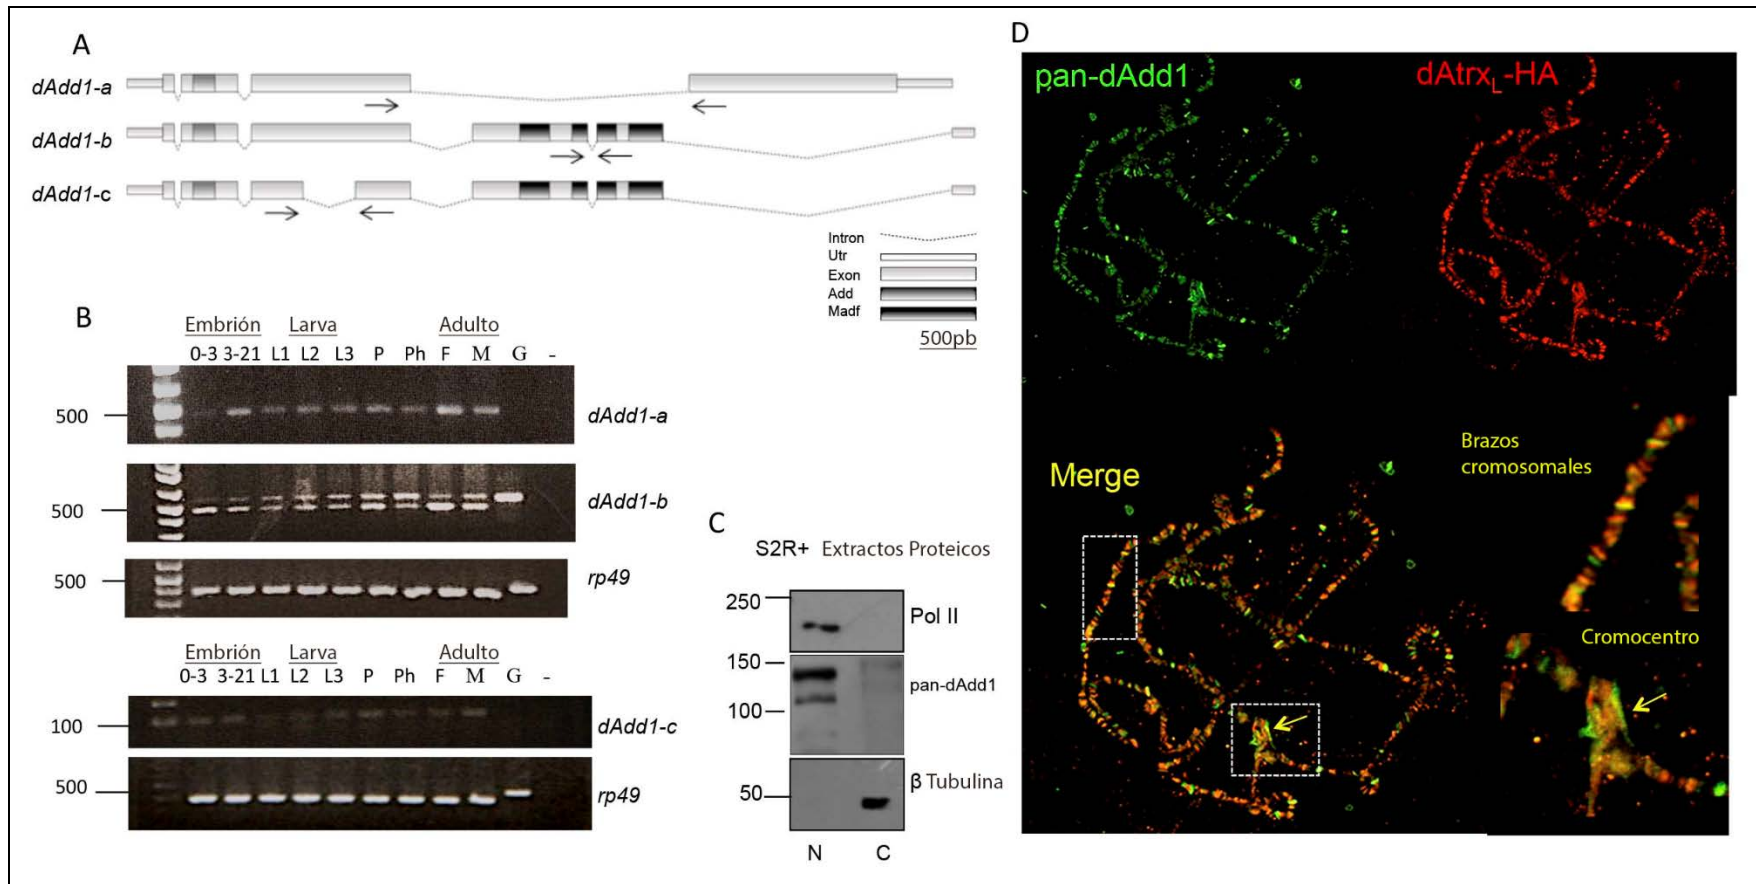 A
dAdd1-a
dAdd1-b
dAdd1-c
Intron
Utr
Exon
Add
Madf
500pb
B
Embrión Larva Adulto
0-3 3-21 L1 L2 L3 P Ph F M G -
500 dAdd1-a
500 dAdd1-b
500 rp49
Embrión Larva Adulto
0-3 3-21 L1 L2 L3 P Ph F M G -
100 dAdd1-c
500 rp49
C
S2R+ Extractos Proteicos
250 Pol II
150 pan-dAdd1
100
50 β Tubulina
N C
D
pan-dAdd1 dAtrxL-HA
Merge
Brazos
cromosomales
Cromocentro